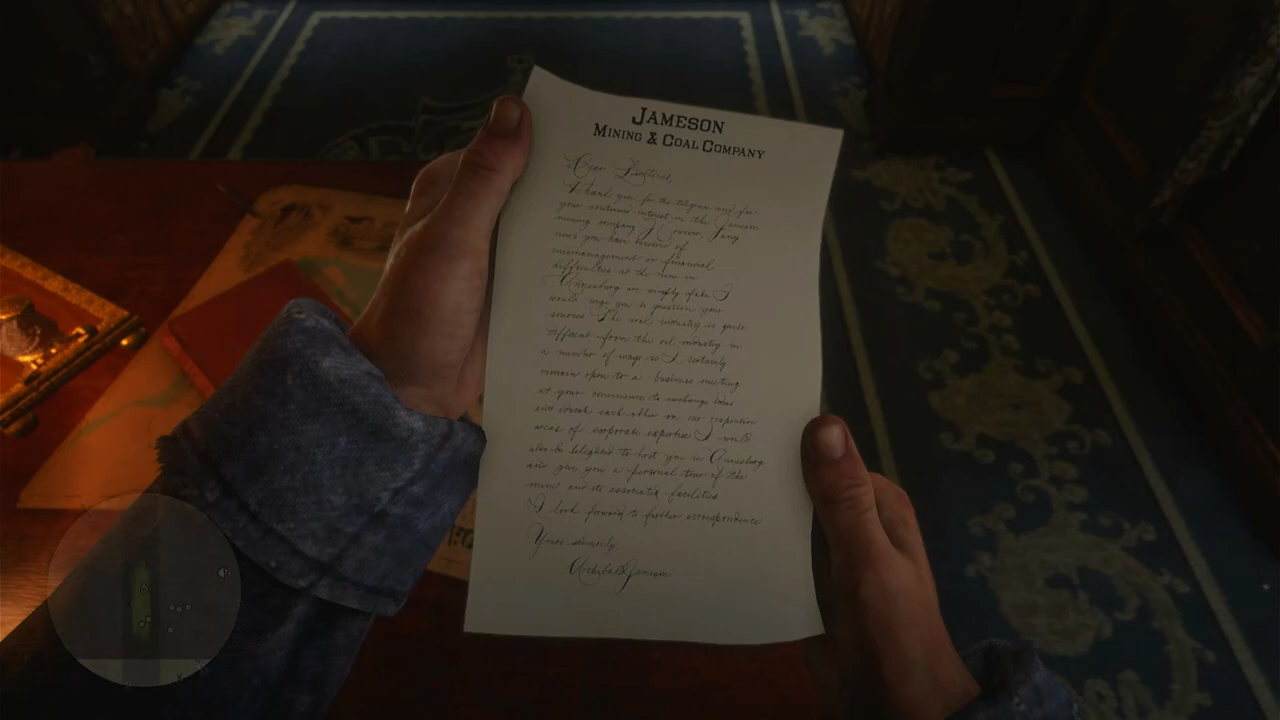 JAMESON
MINING & COAL COMPANY
Dear
Thank you for the telegram and for
your continued interest in the Jameson
mining company. However, any
news you have received of
mismanagement or financial
difficulties at the mine in
Annesburg are simply false. I
would urge you to question your
sources. The coal industry is quite
different from the oil industry in
a number of ways so I certainly
remain open to a business meeting
at your convenience to exchange ideas
and each other on our respective
areas of corporate expertise. I would
also be delighted to host you in Annesburg
and give you a personal tour of the
mine and its associated facilities.
I look forward to further correspondence
Yours sincerely,
Archibald Jameson